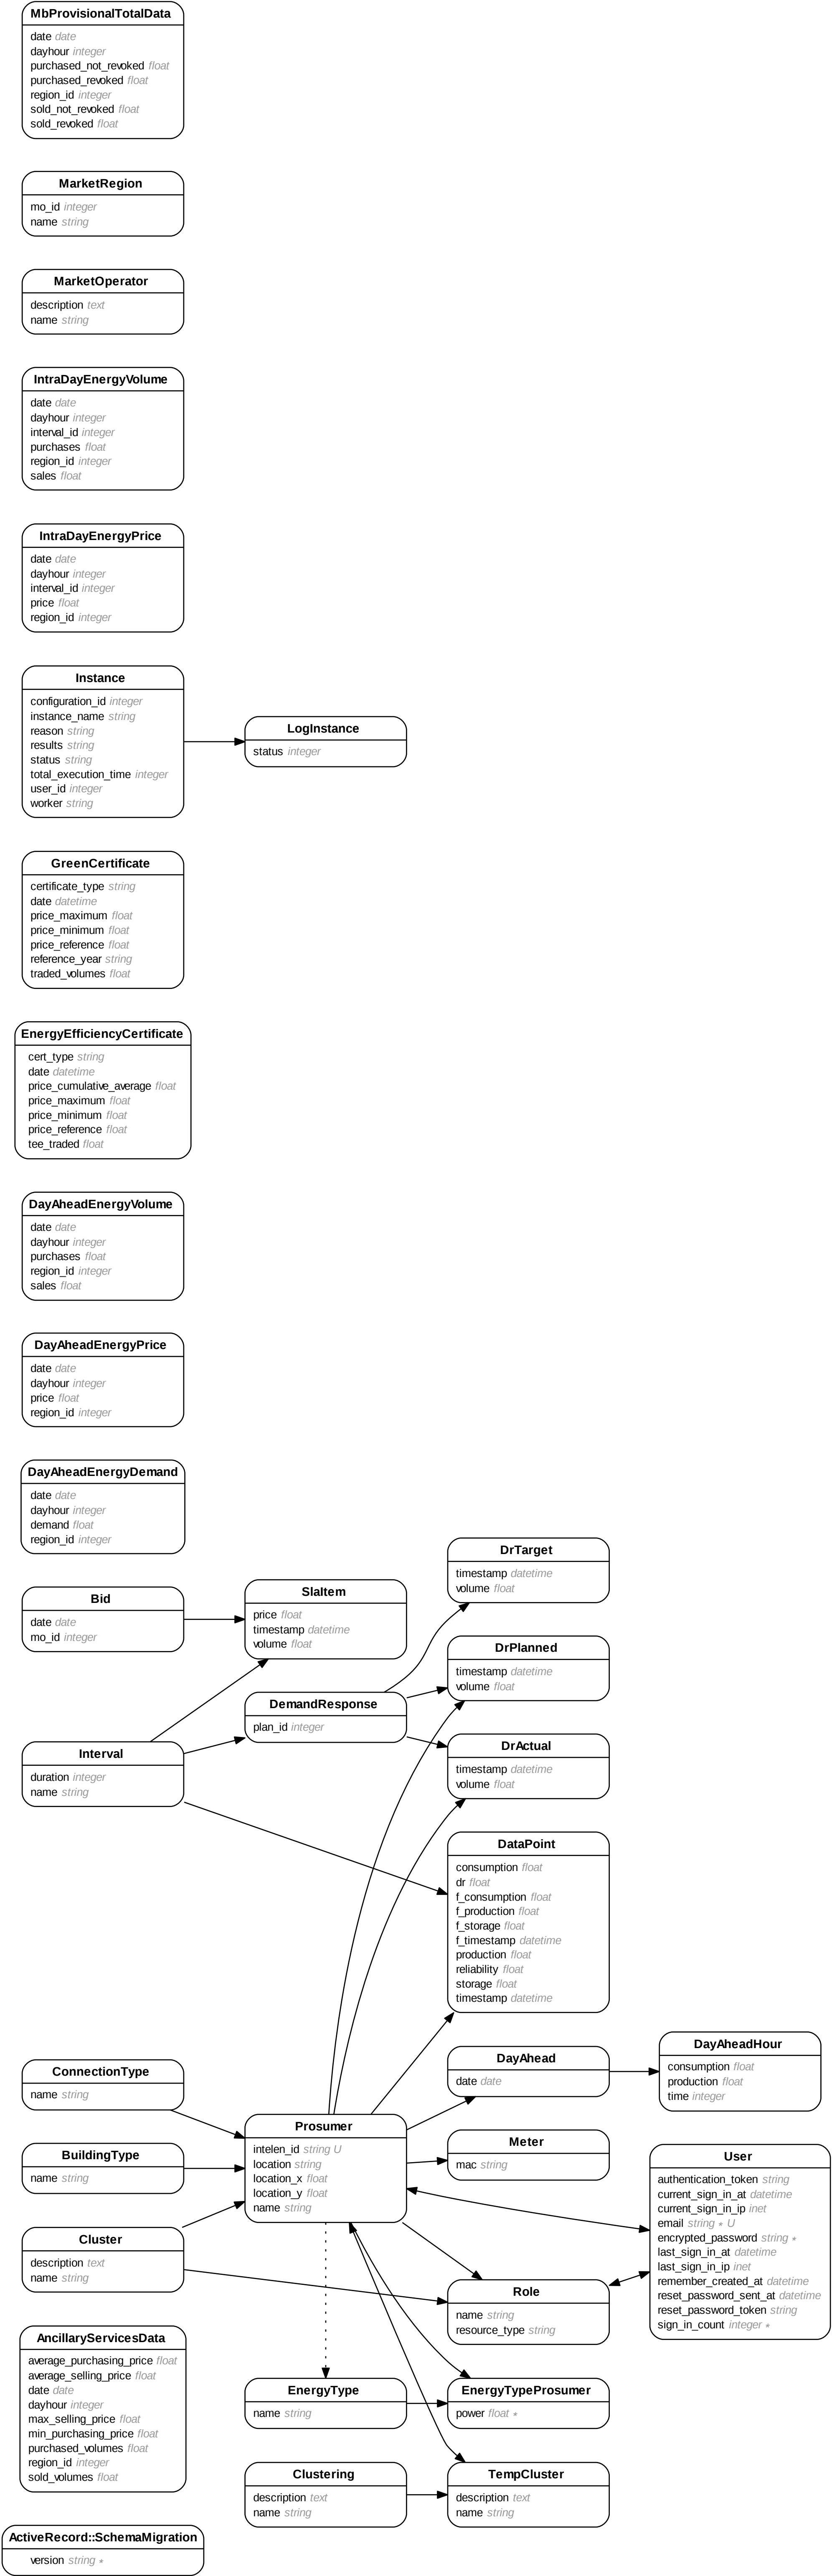 MbProvisionalTotalData
date date
dayhour integer
purchased_not_revoked float
purchased_revoked float
region_id integer
sold_not_revoked float
sold_revoked float
MarketRegion
mo_id integer
name string
MarketOperator
description text
name string
IntraDayEnergyVolume
date date
dayhour integer
interval_id integer
purchases float
region_id integer
sales float
IntraDayEnergyPrice
date date
dayhour integer
interval_id integer
price float
region_id integer
Instance
configuration_id integer
instance_name string
reason string
results string
status string
total_execution_time integer
user_id integer
worker string
LogInstance
status integer
GreenCertificate
certificate_type string
date datetime
price_maximum float
price_minimum float
price_reference float
reference_year string
traded_volumes float
EnergyEfficiencyCertificate
cert_type string
date datetime
price_cumulative_average float
price_maximum float
price_minimum float
price_reference float
tee_traded float
DayAheadEnergyVolume
date date
dayhour integer
purchases float
region_id integer
sales float
DayAheadEnergyPrice
date date
dayhour integer
price float
region_id integer
DayAheadEnergyDemand
date date
dayhour integer
demand float
region_id integer
Bid
date date
mo_id integer
SlaItem
price float
timestamp datetime
volume float
DrTarget
timestamp datetime
volume float
DrPlanned
timestamp datetime
volume float
DemandResponse
plan_id integer
DrActual
timestamp datetime
volume float
Interval
duration integer
name string
DataPoint
consumption float
dr float
f_consumption float
f_production float
f_storage float
f_timestamp datetime
production float
reliability float
storage float
timestamp datetime
ConnectionType
name string
DayAhead
date date
DayAheadHour
consumption float
production float
time integer
BuildingType
name string
Prosumer
intelen_id string U
location string
location_x float
location_y float
name string
Meter
mac string
User
authentication_token string
current_sign_in_at datetime
current_sign_in_ip inet
email string * U
encrypted_password string *
last_sign_in_at datetime
last_sign_in_ip inet
remember_created_at datetime
reset_password_sent_at datetime
reset_password_token string
sign_in_count integer *
Cluster
description text
name string
Role
name string
resource_type string
AncillaryServicesData
average_purchasing_price float
average_selling_price float
date date
dayhour integer
max_selling_price float
min_purchasing_price float
purchased_volumes float
region_id integer
sold_volumes float
EnergyType
name string
EnergyTypeProsumer
power float *
Clustering
description text
name string
TempCluster
description text
name string
ActiveRecord::SchemaMigration
version string *